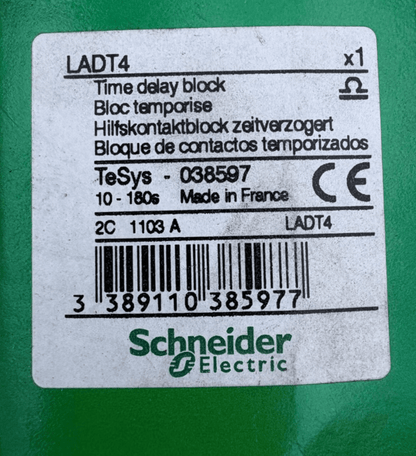 LADT4 x1
Time delay block
Bloc temporise
Hilfskontaktblock zeitverzogert
Bloque de contactos temporizados
TeSys - 038597
10 - 180s Made in France CE
2C 1103 A LADT4
3 389110 385977
Schneider
Electric